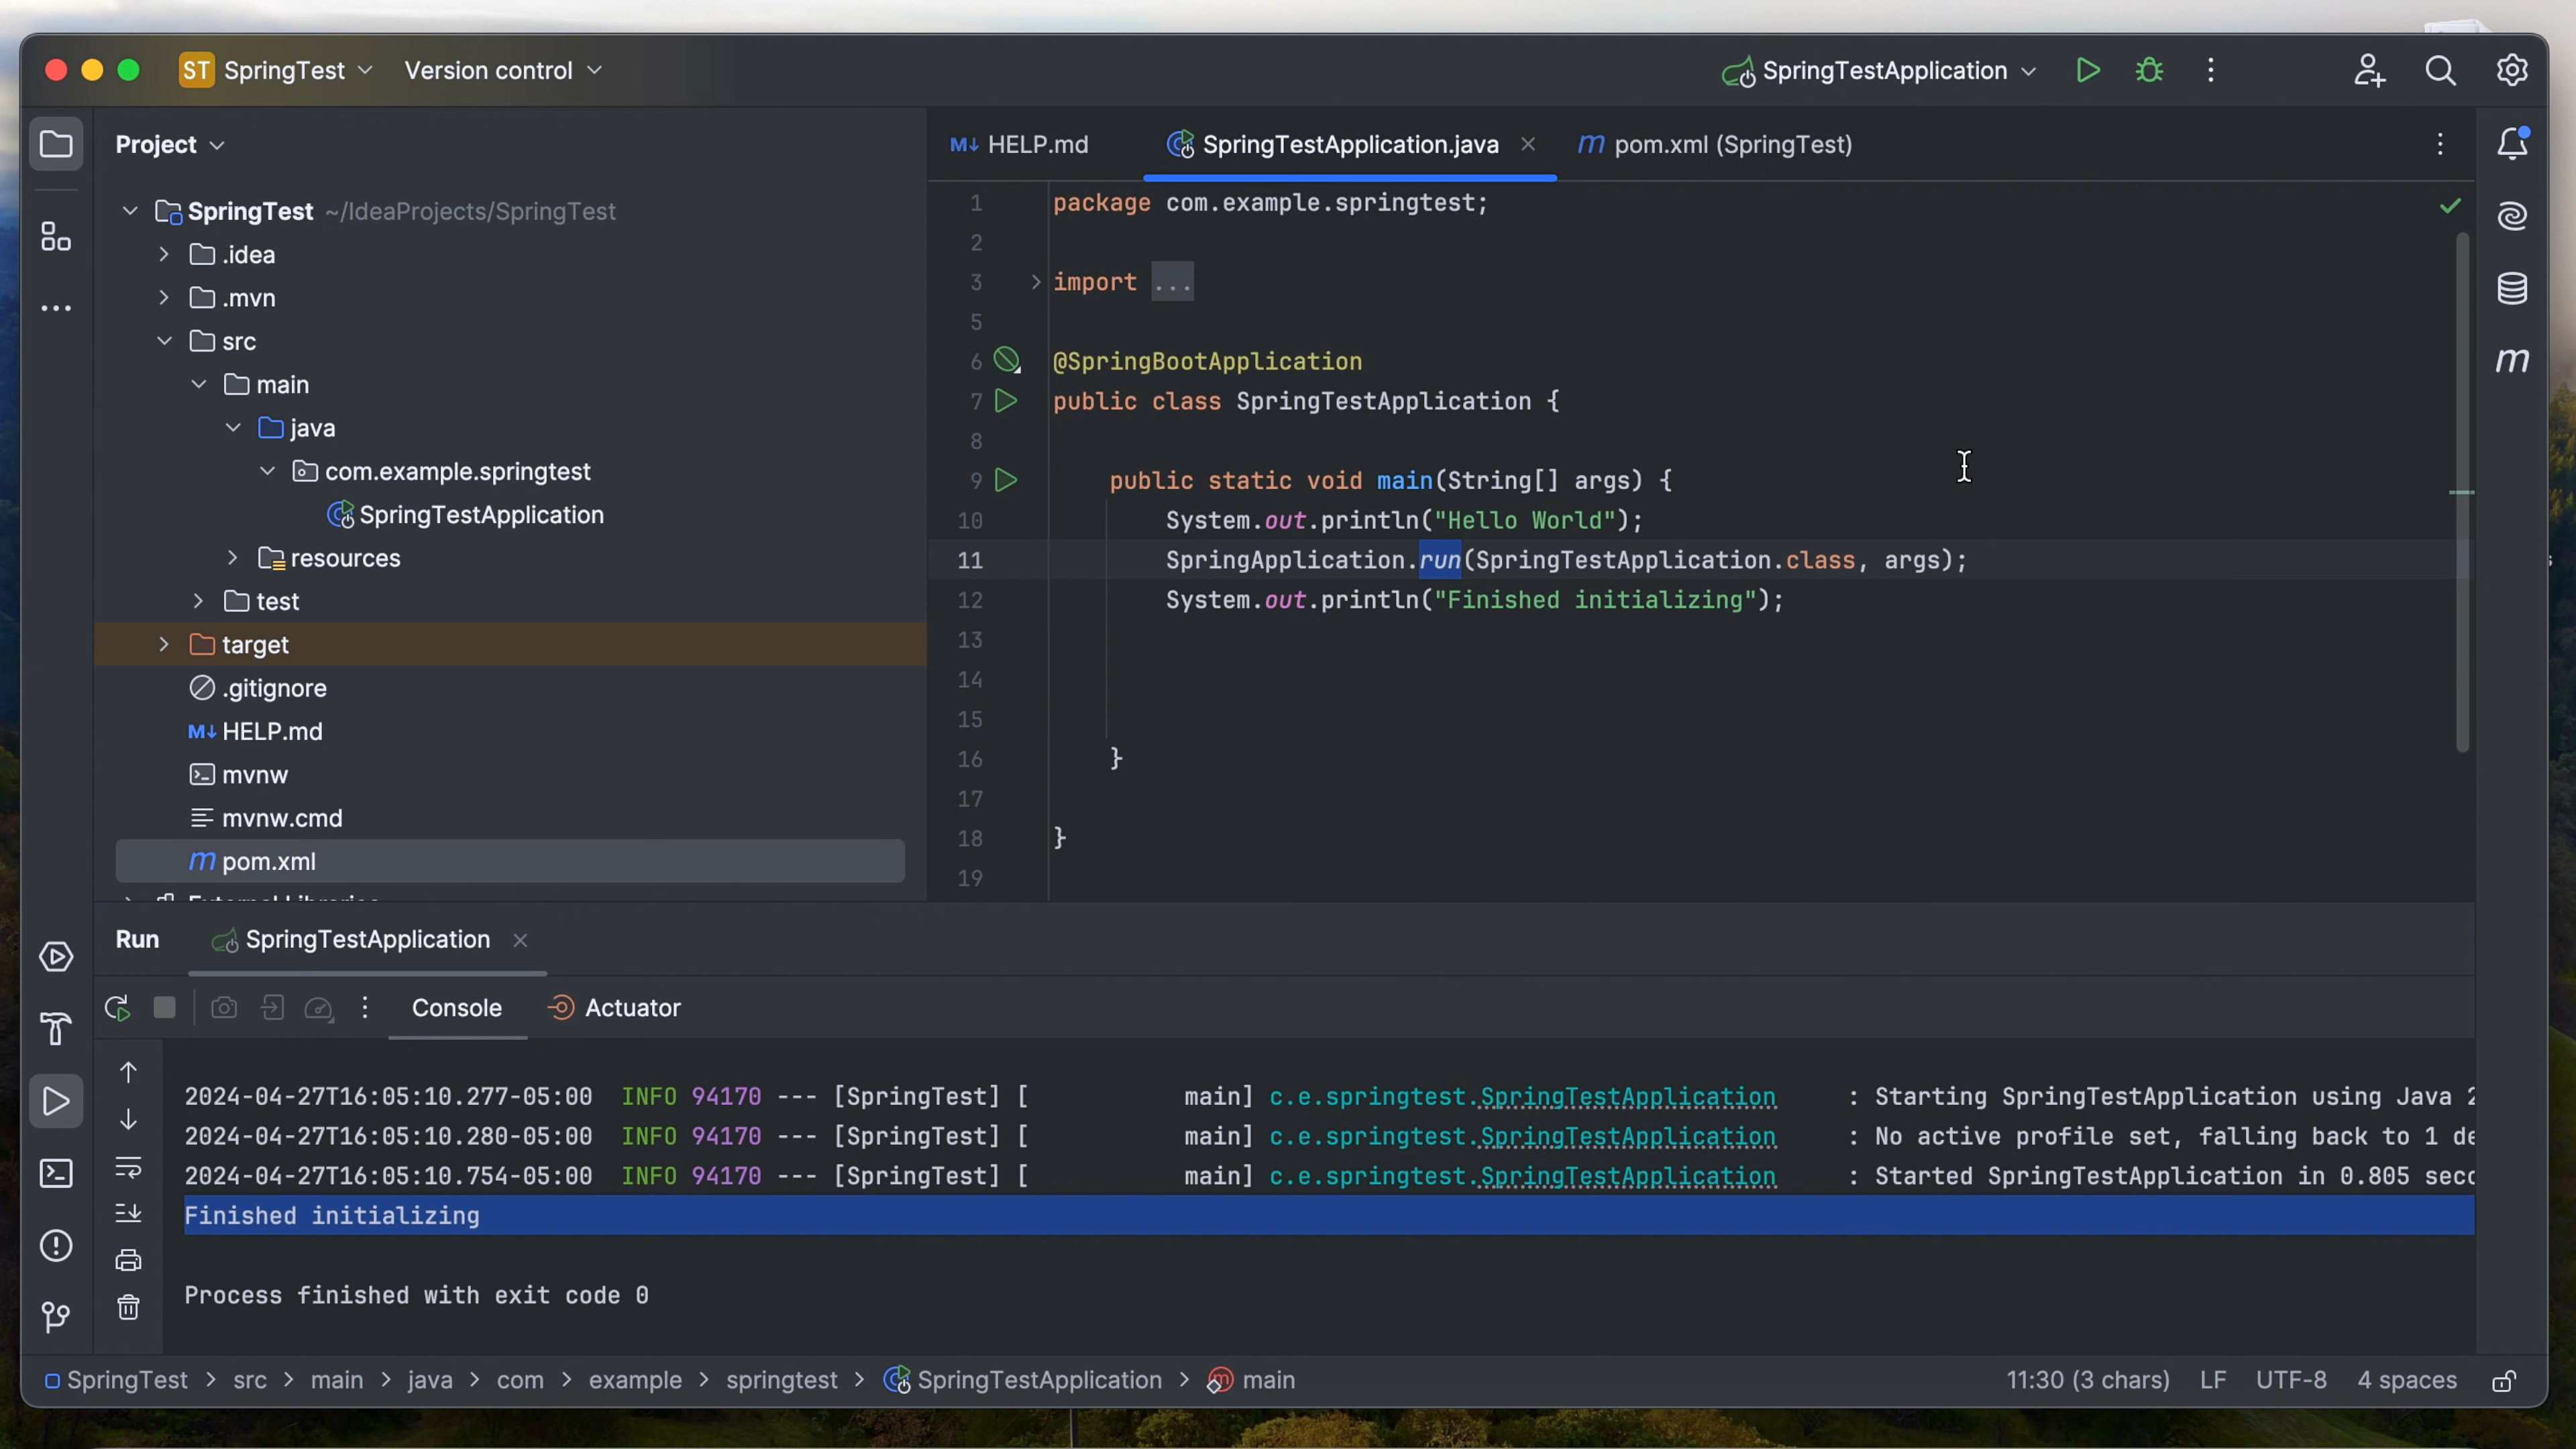 ST SpringTest Version control SpringTestApplication
Project
SpringTest ~/IdeaProjects/SpringTest
.idea
.mvn
src
main
java
com.example.springtest
SpringTestApplication
resources
test
target
.gitignore
M↓ HELP.md
mvnw
mvnw.cmd
m pom.xml
External Libraries
M↓ HELP.md SpringTestApplication.java m pom.xml (SpringTest)
1 package com.example.springtest;
2
3 import ...
5
6 @SpringBootApplication
7 public class SpringTestApplication {
8
9 public static void main(String[] args) {
10 System.out.println("Hello World");
11 SpringApplication.run(SpringTestApplication.class, args);
12 System.out.println("Finished initializing");
13
14
15
16 }
17
18 }
19
m
Run SpringTestApplication
Console Actuator
2024-04-27T16:05:10.277-05:00 INFO 94170 --- [SpringTest] [ main] c.e.springtest.SpringTestApplication : Starting SpringTestApplication using Java 2
2024-04-27T16:05:10.280-05:00 INFO 94170 --- [SpringTest] [ main] c.e.springtest.SpringTestApplication : No active profile set, falling back to 1 de
2024-04-27T16:05:10.754-05:00 INFO 94170 --- [SpringTest] [ main] c.e.springtest.SpringTestApplication : Started SpringTestApplication in 0.805 seco
Finished initializing
Process finished with exit code 0
SpringTest > src > main > java > com > example > springtest > SpringTestApplication > main 11:30 (3 chars) LF UTF-8 4 spaces